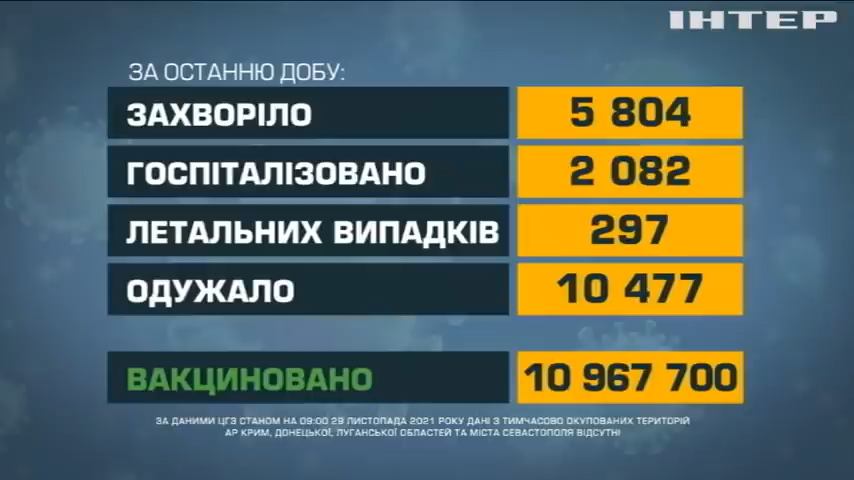 ІНТЕР
ЗА ОСТАННЮ ДОБУ:
ЗАХВОРІЛО 5 804
ГОСПІТАЛІЗОВАНО 2 082
ЛЕТАЛЬНИХ ВИПАДКІВ 297
ОДУЖАЛО 10 477
ВАКЦИНОВАНО 10 967 700
ЗА ДАНИМИ ЦГЗ СТАНОМ НА 09:00 29 ЛИСТОПАДА 2021 РОКУ ДАНІ З ТИМЧАСОВО ОКУПОВАНИХ ТЕРИТОРІЙ
АР КРИМ, ДОНЕЦЬКОЇ, ЛУГАНСЬКОЇ ОБЛАСТЕЙ ТА МІСТА СЕВАСТОПОЛЯ ВІДСУТНІ